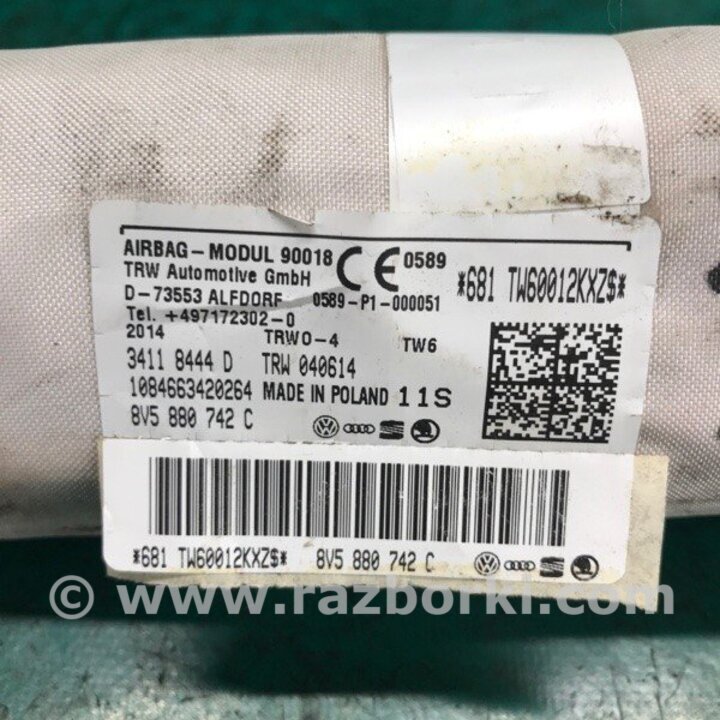 AIRBAG-MODUL 90018 CE 0589
TRW Automotive GmbH
D-73553 ALFDORF 0589-P1-000051
Tel. +497172302-0
2014 TRWO-4 TW6
3411 8444 D TRW 040614
1084663420264 MADE IN POLAND 11S
8V5 880 742 C
*681 TW60012KXZ$*
*681 TW60012KXZ$* 8V5 880 742 C
© www.razborki.com